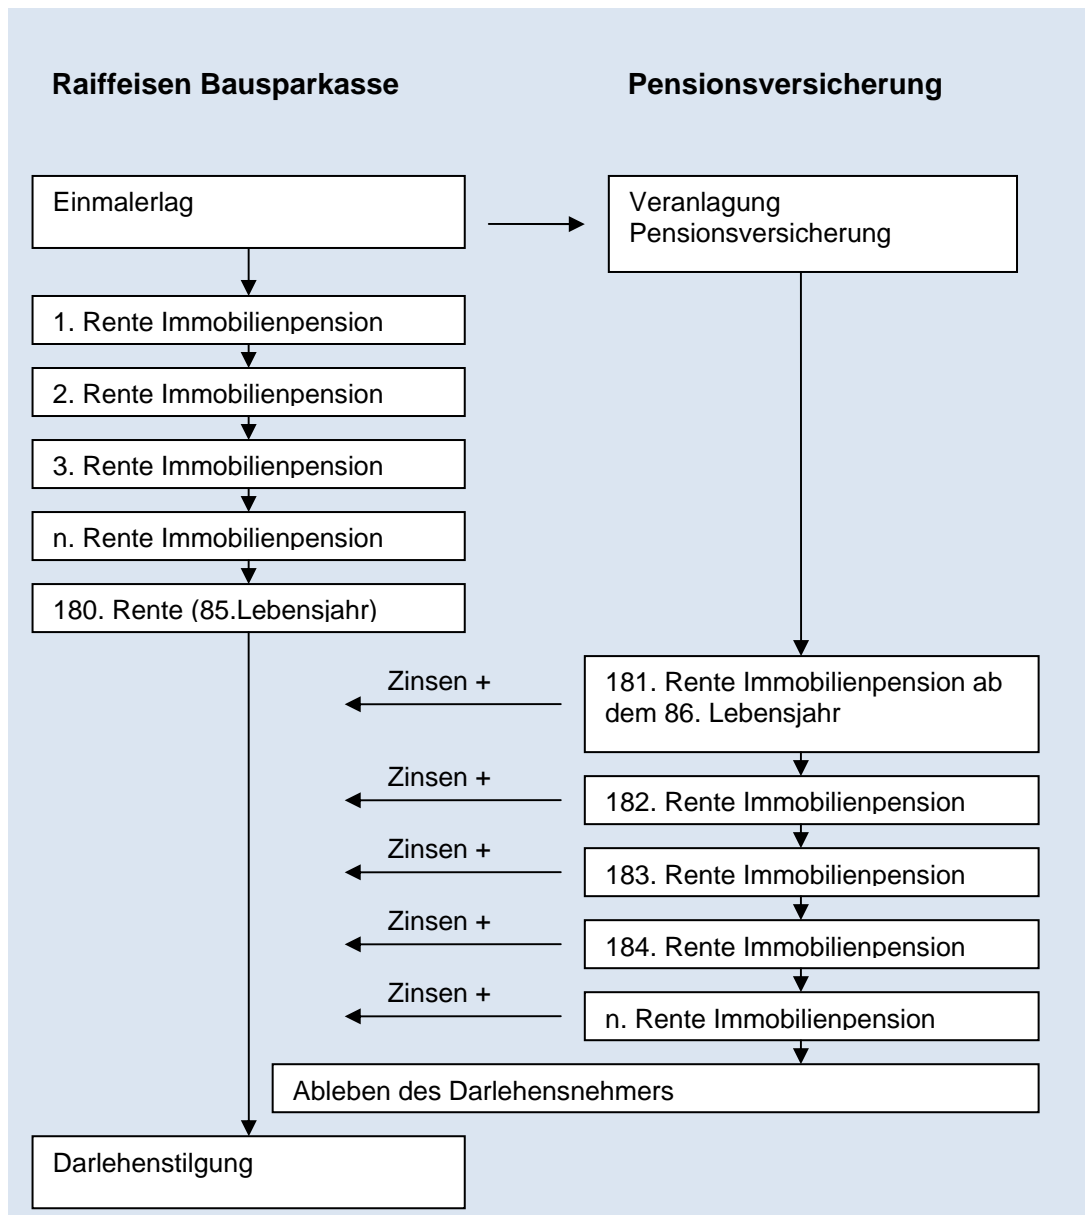 Raiffeisen Bausparkasse
Pensionsversicherung
Einmalerlag
Veranlagung
Pensionsversicherung
1. Rente Immobilienpension
2. Rente Immobilienpension
3. Rente Immobilienpension
n. Rente Immobilienpension
180. Rente (85.Lebensjahr)
Zinsen +
181. Rente Immobilienpension ab
dem 86. Lebensjahr
Zinsen +
182. Rente Immobilienpension
Zinsen +
183. Rente Immobilienpension
Zinsen +
184. Rente Immobilienpension
Zinsen +
n. Rente Immobilienpension
Ableben des Darlehensnehmers
Darlehenstilgung